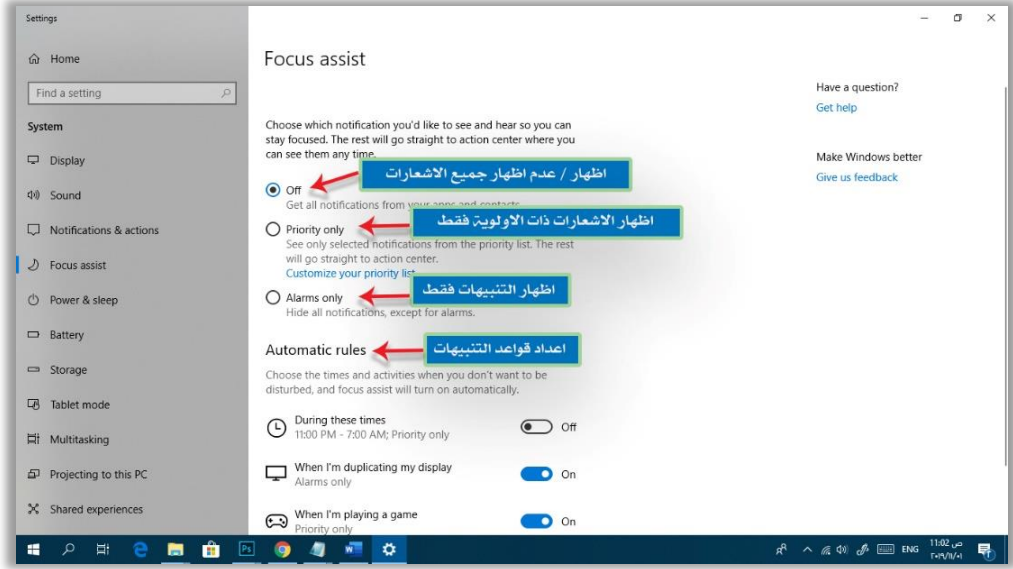 Settings
Home
Find a setting
System
Display
Sound
Notifications & actions
Focus assist
Power & sleep
Battery
Storage
Tablet mode
Multitasking
Projecting to this PC
Shared experiences
Focus assist
Choose which notification you'd like to see and hear so you can
stay focused. The rest will go straight to action center where you
can see them any time.
اظهار / عدم اظهار جميع الاشعارات
Off
Get all notifications from your apps and contacts.
اظهار الاشعارات ذات الاولوية فقط
Priority only
See only selected notifications from the priority list. The rest
will go straight to action center.
Customize your priority list
اظهار التنبيهات فقط
Alarms only
Hide all notifications, except for alarms.
اعداد قواعد التنبيهات
Automatic rules
Choose the times and activities when you don't want to be
disturbed, and focus assist will turn on automatically.
During these times
11:00 PM - 7:00 AM; Priority only
Off
When I'm duplicating my display
Alarms only
On
When I'm playing a game
Priority only
On
Have a question?
Get help
Make Windows better
Give us feedback
Ps
ENG
11:02 ص
٢٠١٩/١١/٠١